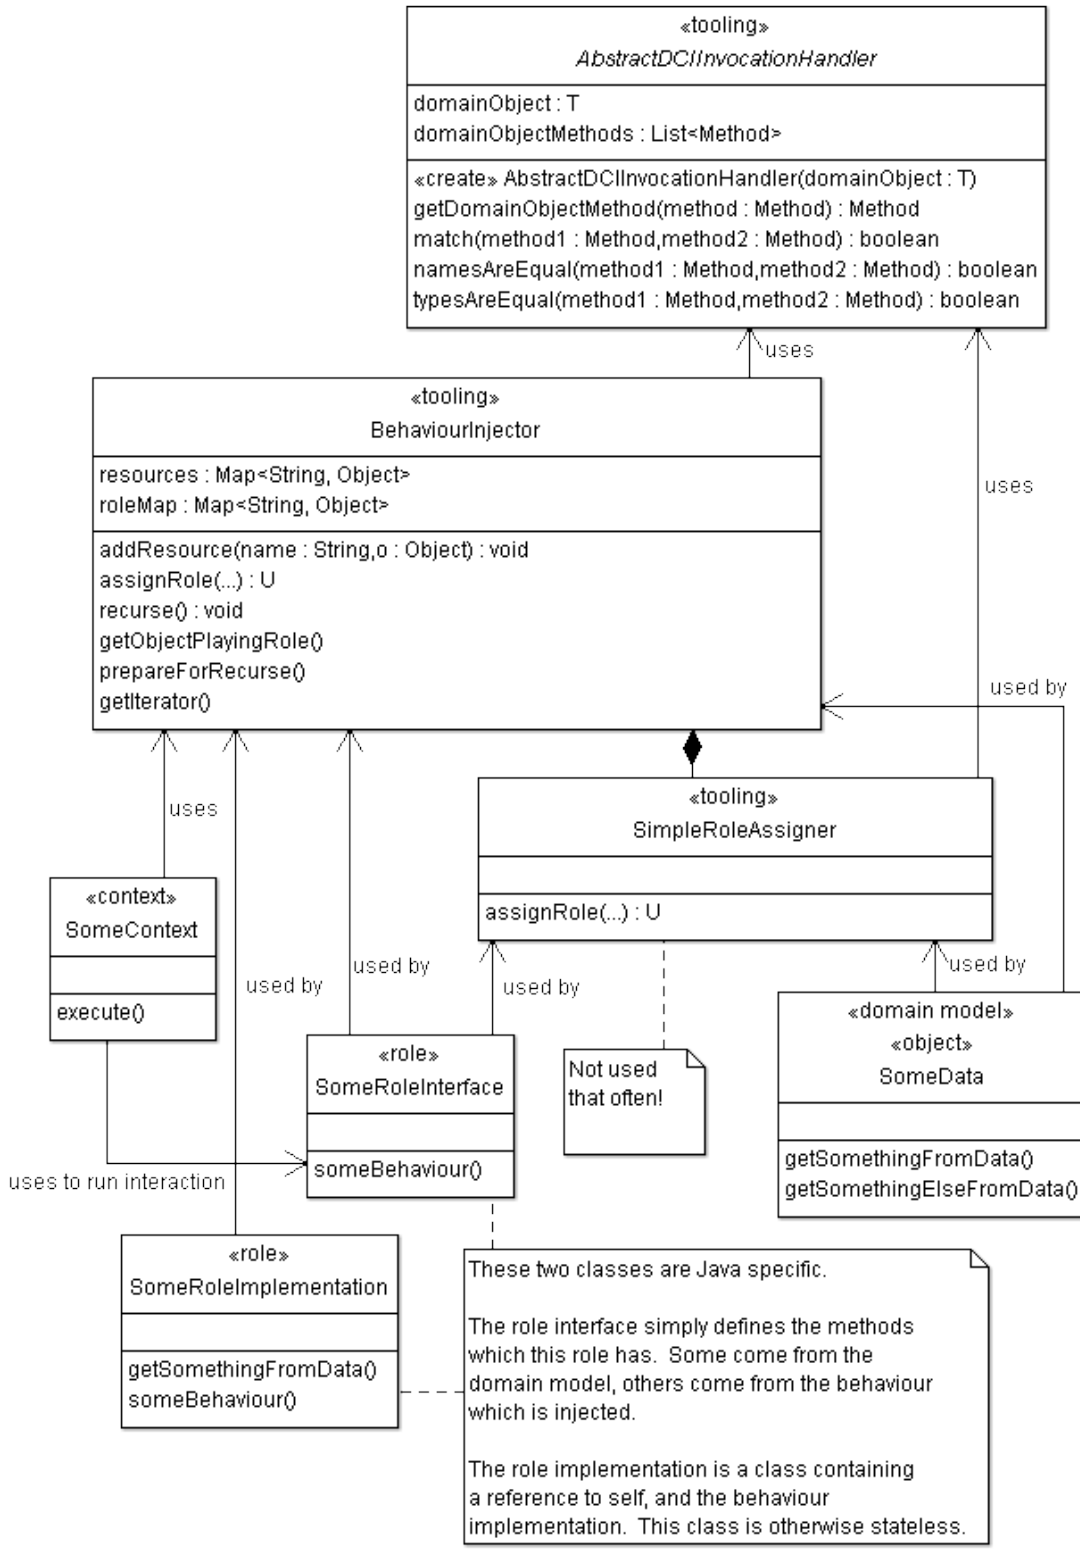 «tooling»
AbstractDCIInvocationHandler
domainObject : T
domainObjectMethods : List<Method>
«create» AbstractDCIInvocationHandler(domainObject : T)
getDomainObjectMethod(method : Method) : Method
match(method1 : Method,method2 : Method) : boolean
namesAreEqual(method1 : Method,method2 : Method) : boolean
typesAreEqual(method1 : Method,method2 : Method) : boolean
uses
«tooling»
BehaviourInjector
resources : Map<String, Object>
roleMap : Map<String, Object>
addResource(name : String,o : Object) : void
assignRole(...) : U
recurse() : void
getObjectPlayingRole()
prepareForRecurse()
getIterator()
uses
used by
«tooling»
SimpleRoleAssigner
assignRole(...) : U
uses
«context»
SomeContext
execute()
used by
used by
used by
used by
«domain model»
«object»
SomeData
getSomethingFromData()
getSomethingElseFromData()
«role»
SomeRoleInterface
someBehaviour()
Not used
that often!
uses to run interaction
«role»
SomeRoleImplementation
getSomethingFromData()
someBehaviour()
These two classes are Java specific.
The role interface simply defines the methods
which this role has.  Some come from the
domain model, others come from the behaviour
which is injected.
The role implementation is a class containing
a reference to self, and the behaviour
implementation.  This class is otherwise stateless.